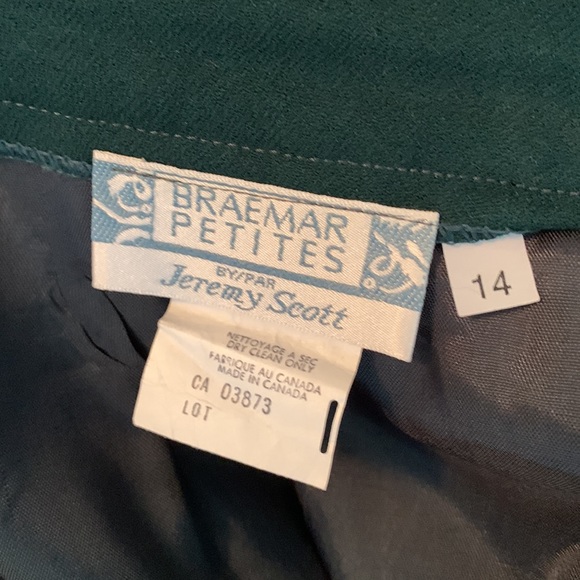 BRAEMAR
PETITES
BY/PAR
Jeremy Scott
14
NETTOYAGE A SEC
DRY CLEAN ONLY
FABRIQUE AU CANADA
MADE IN CANADA
CA 03873
LOT